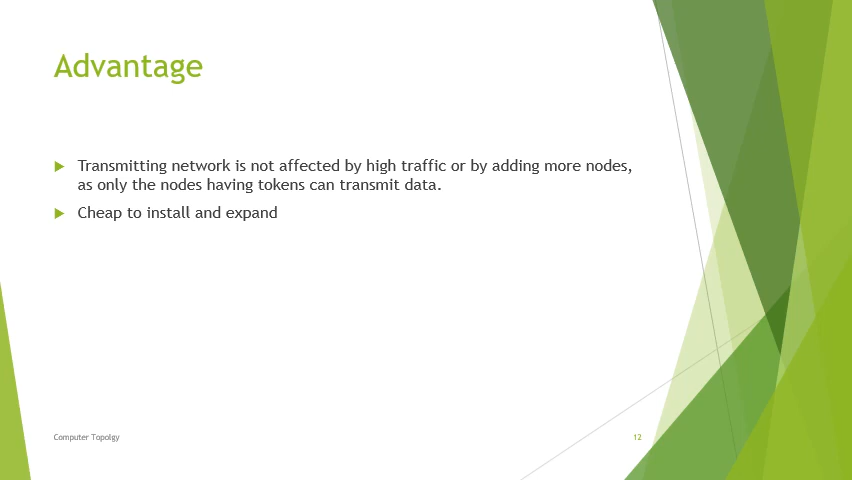 Advantage
Transmitting network is not affected by high traffic or by adding more nodes,
as only the nodes having tokens can transmit data.
Cheap to install and expand
Computer Topolgy
12